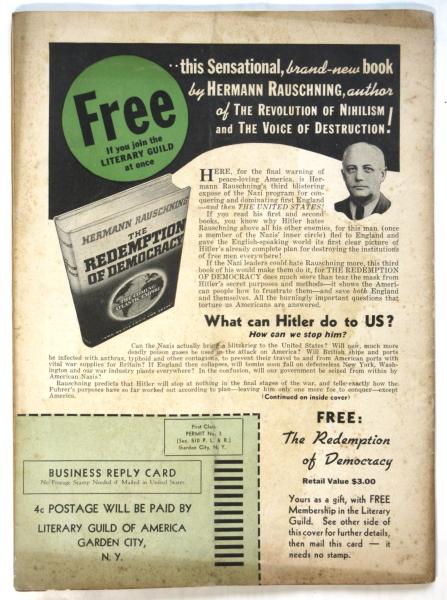 ..this Sensational, brand-new book
by HERMANN RAUSCHNING, author
of THE REVOLUTION OF NIHILISM
and THE VOICE OF DESTRUCTION!
Free
If you join the
LITERARY GUILD
at once
HERMANN RAUSCHNING
THE
REDEMPTION
OF DEMOCRACY
THE COMING
ATLANTIC EMPIRE
HERE, for the final warning of
peace-loving America, is Her-
mann Rauschning's third blistering
expose of the Nazi program for con-
quering and dominating first England
—and then THE UNITED STATES!
If you read his first and second
books, you know why Hitler hates
Rauschning above all his other enemies, for this man (once
a member of the Nazis' inner circle) fled to England and
gave the English-speaking world its first clear picture of
Hitler's already complete plan for destroying the institutions
of free men everywhere!
If the Nazi leaders could hate Rauschning more, this third
book of his would make them do it, for THE REDEMPTION
OF DEMOCRACY does much more than tear the mask from
Hitler's secret purposes and methods—it shows the Ameri-
can people how to frustrate them—and save both England
and themselves. All the burningly important questions that
torture us Americans are answered.
What can Hitler do to US?
How can we stop him?
Can the Nazis actually bring a blitzkrieg to the United States? Will new, much more
deadly poison gases be used in the attack on America? Will British ships and ports
be infected with anthrax, typhoid and other contagions, to prevent their travel to and from American ports with
vital war supplies for Britain? If England then collapses, will bombs soon fall on defenseless New York, Wash-
ington and our war industry plants everywhere? In the confusion, will our government be seized from within by
American Nazis?
Rauschning predicts that Hitler will stop at nothing in the final stages of the war, and tells exactly how the
Fuhrer's purposes have so far worked out according to plan—leaving him only one more foe to conquer—except
America. (Continued on inside cover)
First Class
PERMIT No. 1
(Sec. 510 P. L. & R.)
Garden City, N. Y.
BUSINESS REPLY CARD
No Postage Stamp Needed if Mailed in United States
4c POSTAGE WILL BE PAID BY
LITERARY GUILD OF AMERICA
GARDEN CITY,
N. Y.
FREE:
The Redemption
of Democracy
Retail Value $3.00
Yours as a gift, with FREE
Membership in the Literary
Guild. See other side of
this cover for further details,
then mail this card — it
needs no stamp.